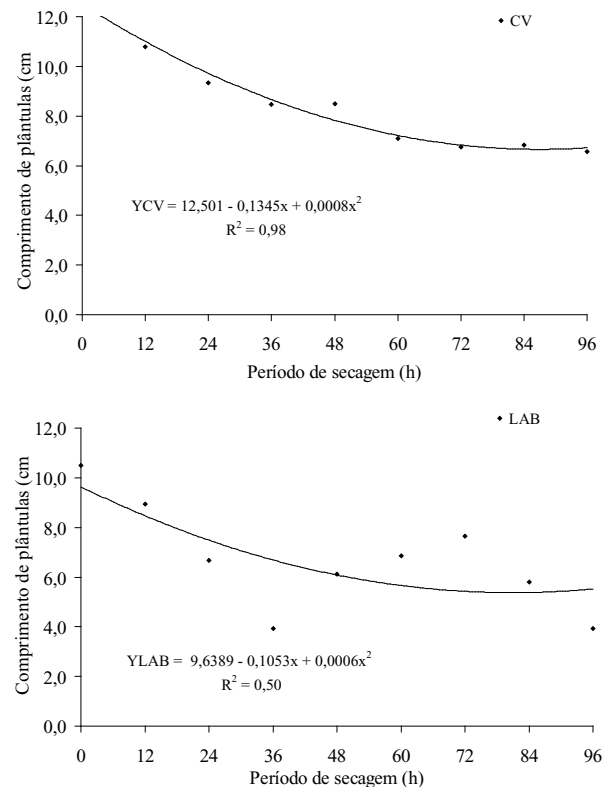 12,0
CV
10,0
8,0
6,0
4,0
2,0
0,0
Comprimento de plântulas (cm
YCV = 12,501 - 0,1345x + 0,0008x²
R² = 0,98
0 12 24 36 48 60 72 84 96
Período de secagem (h)
LAB
12,0
10,0
8,0
6,0
4,0
2,0
0,0
Comprimento de plântulas (cm
YLAB = 9,6389 - 0,1053x + 0,0006x²
R² = 0,50
0 12 24 36 48 60 72 84 96
Período de secagem (h)